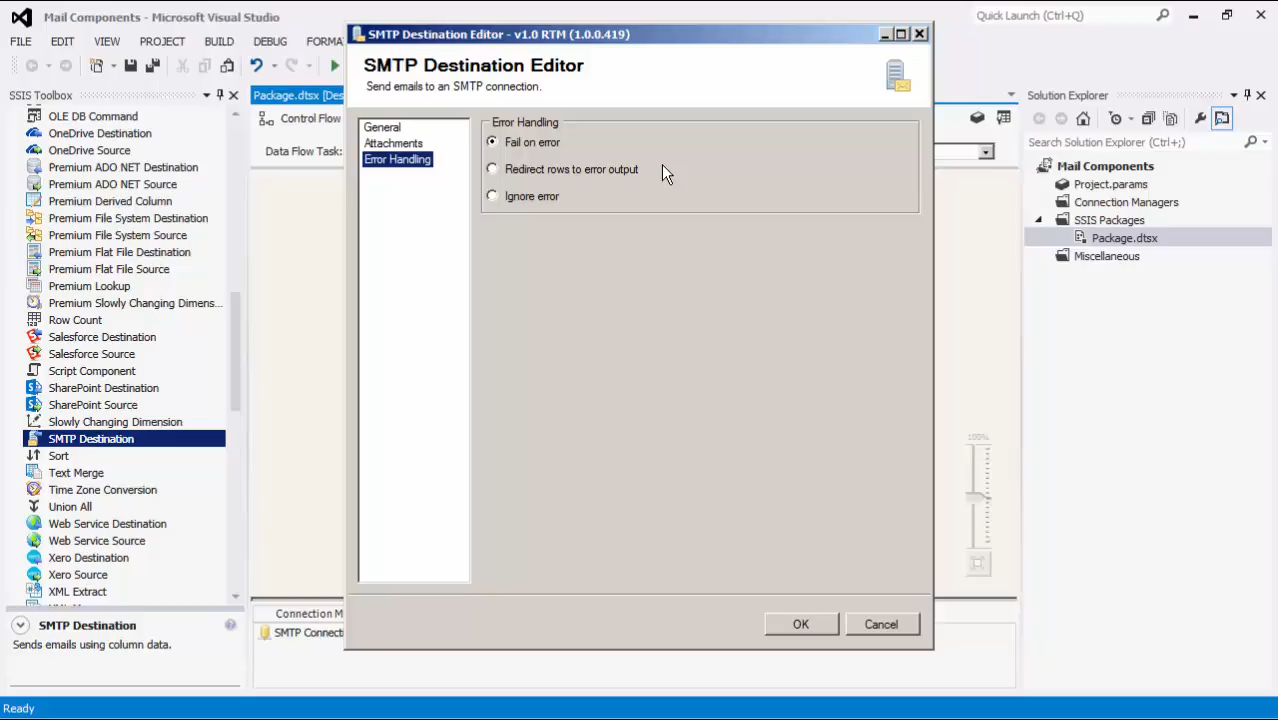 Mail Components - Microsoft Visual Studio
Quick Launch (Ctrl+Q)
FILE EDIT VIEW PROJECT BUILD DEBUG
SSIS Toolbox
OLE DB Command
OneDrive Destination
OneDrive Source
Premium ADO NET Destination
Premium ADO NET Source
Premium Derived Column
Premium File System Destination
Premium File System Source
Premium Flat File Destination
Premium Flat File Source
Premium Lookup
Premium Slowly Changing Dimens...
Row Count
Salesforce Destination
Salesforce Source
Script Component
SharePoint Destination
SharePoint Source
Slowly Changing Dimension
SMTP Destination
Sort
Text Merge
Time Zone Conversion
Union All
Web Service Destination
Web Service Source
Xero Destination
Xero Source
XML Extract
SMTP Destination
Sends emails using column data.
Package.dtsx [Des
Control Flow
Data Flow Task:
Connection M
SMTP Connect
SMTP Destination Editor - v1.0 RTM (1.0.0.419)
SMTP Destination Editor
Send emails to an SMTP connection.
General
Attachments
Error Handling
Error Handling
Fail on error
Redirect rows to error output
Ignore error
OK Cancel
100%
Solution Explorer
Search Solution Explorer (Ctrl+;)
Mail Components
Project.params
Connection Managers
SSIS Packages
Package.dtsx
Miscellaneous
Ready